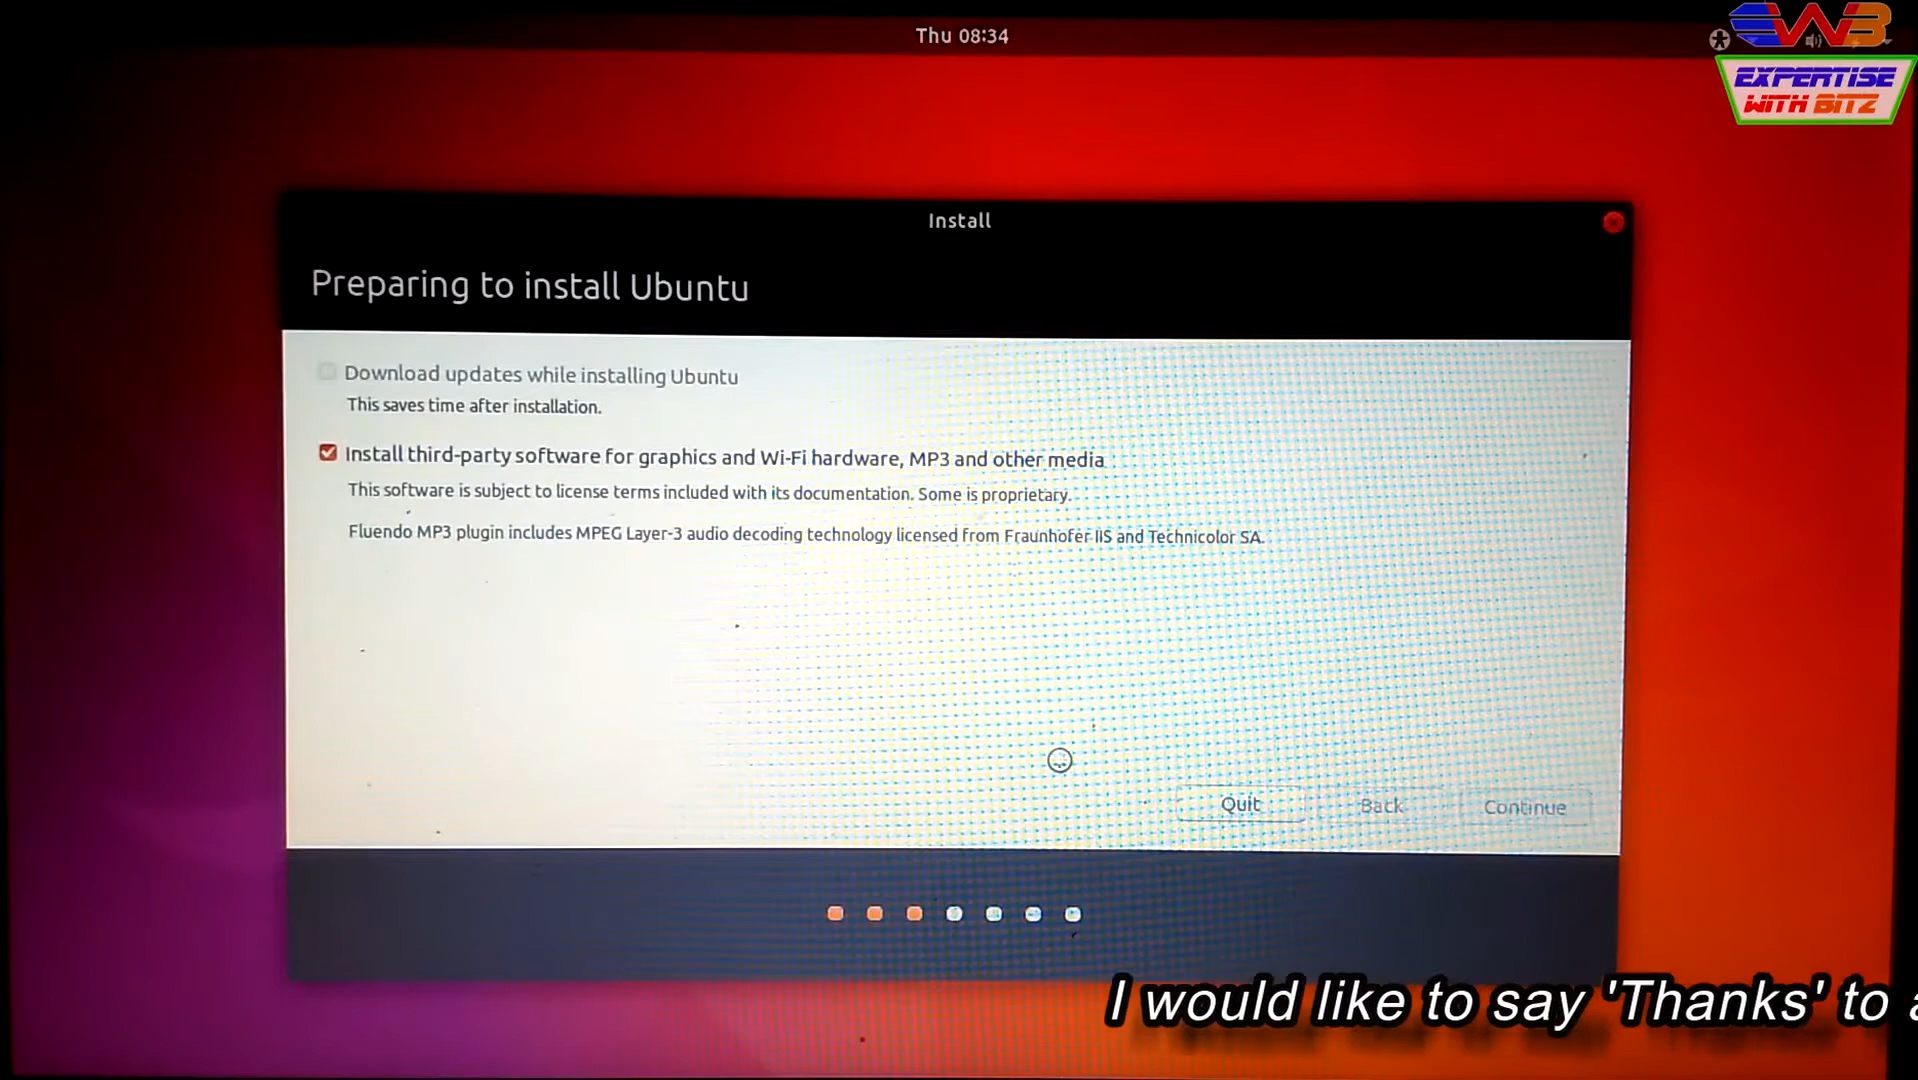 Thu 08:34
EWB
EXPERTISE
WITH BITZ
Install
Preparing to install Ubuntu
Download updates while installing Ubuntu
This saves time after installation.
Install third-party software for graphics and Wi-Fi hardware, MP3 and other media
This software is subject to license terms included with its documentation. Some is proprietary.
Fluendo MP3 plugin includes MPEG Layer-3 audio decoding technology licensed from Fraunhofer IIS and Technicolor SA.
Quit Back Continue
I would like to say 'Thanks' to a